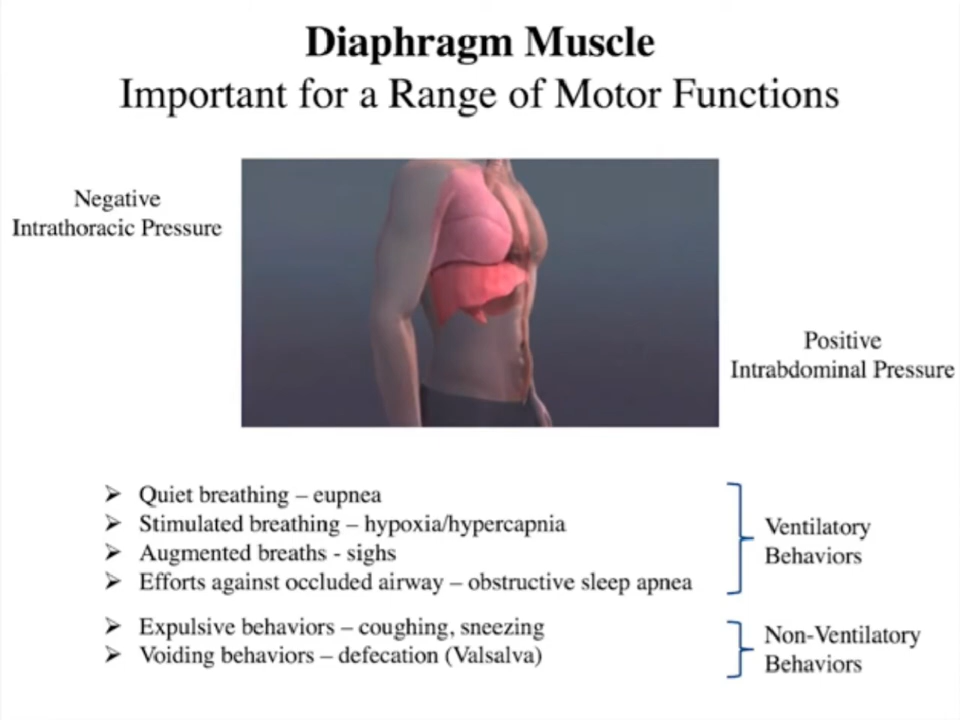 Diaphragm Muscle
Important for a Range of Motor Functions
Negative
Intrathoracic Pressure
Positive
Intrabdominal Pressure
➢ Quiet breathing – eupnea
➢ Stimulated breathing – hypoxia/hypercapnia
➢ Augmented breaths - sighs
➢ Efforts against occluded airway – obstructive sleep apnea
Ventilatory
Behaviors
➢ Expulsive behaviors – coughing, sneezing
➢ Voiding behaviors – defecation (Valsalva)
Non-Ventilatory
Behaviors